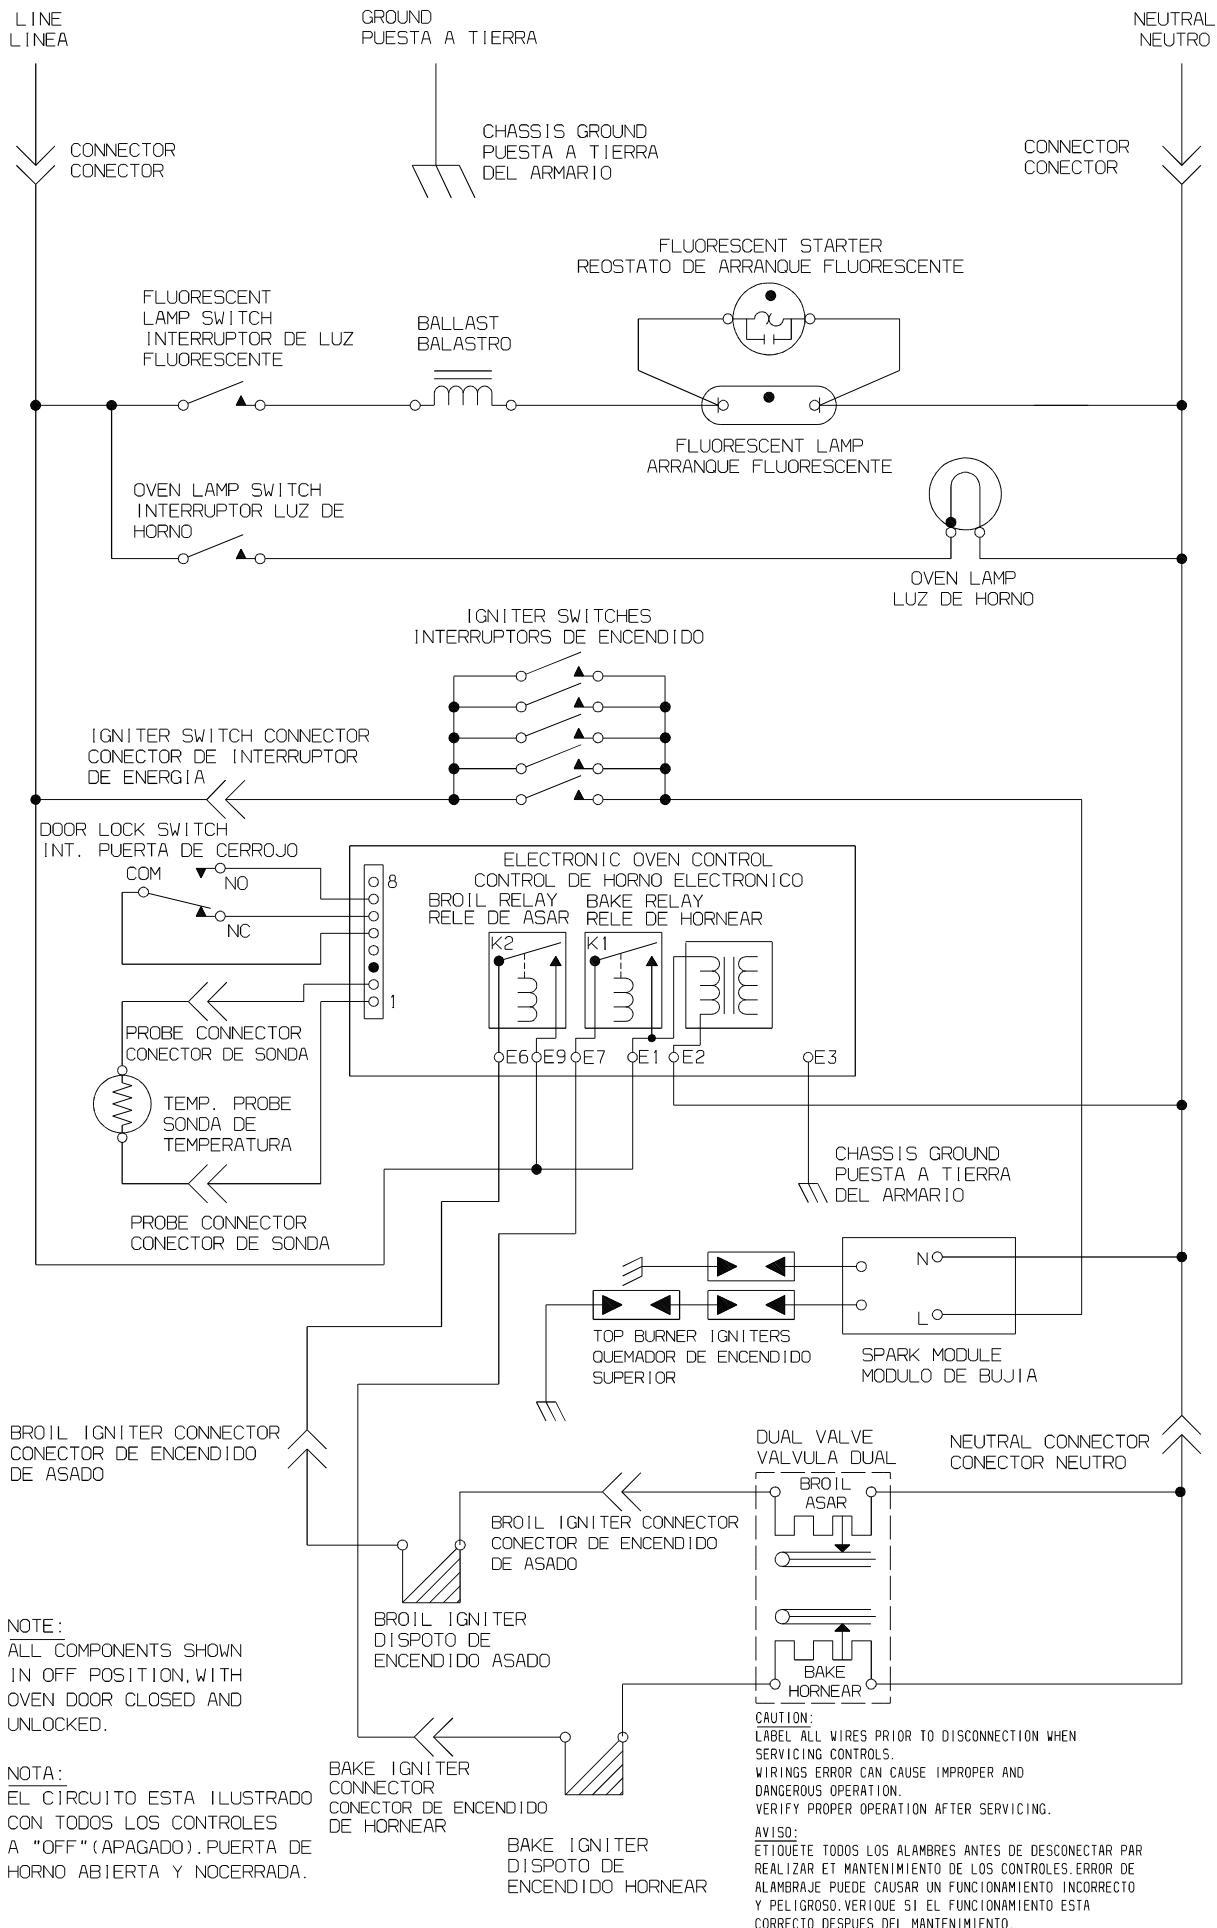 LINE
LINEA
GROUND
PUESTA A TIERRA
NEUTRAL
NEUTRO
CONNECTOR
CONECTOR
CHASSIS GROUND
PUESTA A TIERRA
DEL ARMARIO
CONNECTOR
CONECTOR
FLUORESCENT STARTER
REOSTATO DE ARRANQUE FLUORESCENTE
FLUORESCENT
LAMP SWITCH
INTERRUPTOR DE LUZ
FLUORESCENTE
BALLAST
BALASTRO
FLUORESCENT LAMP
ARRANQUE FLUORESCENTE
OVEN LAMP SWITCH
INTERRUPTOR LUZ DE
HORNO
OVEN LAMP
LUZ DE HORNO
IGNITER SWITCHES
INTERRUPTORS DE ENCENDIDO
IGNITER SWITCH CONNECTOR
CONECTOR DE INTERRUPTOR
DE ENERGIA
DOOR LOCK SWITCH
INT. PUERTA DE CERROJO
COM
NO
NC
8
1
ELECTRONIC OVEN CONTROL
CONTROL DE HORNO ELECTRONICO
BROIL RELAY
RELE DE ASAR
BAKE RELAY
RELE DE HORNEAR
K2
K1
E6
E9
E7
E1
E2
E3
PROBE CONNECTOR
CONECTOR DE SONDA
TEMP. PROBE
SONDA DE
TEMPERATURA
PROBE CONNECTOR
CONECTOR DE SONDA
CHASSIS GROUND
PUESTA A TIERRA
DEL ARMARIO
N
L
TOP BURNER IGNITERS
QUEMADOR DE ENCENDIDO
SUPERIOR
SPARK MODULE
MODULO DE BUJIA
BROIL IGNITER CONNECTOR
CONECTOR DE ENCENDIDO
DE ASADO
DUAL VALVE
VALVULA DUAL
NEUTRAL CONNECTOR
CONECTOR NEUTRO
BROIL
ASAR
BROIL IGNITER CONNECTOR
CONECTOR DE ENCENDIDO
DE ASADO
BROIL IGNITER
DISPOTO DE
ENCENDIDO ASADO
BAKE
HORNEAR
NOTE:
ALL COMPONENTS SHOWN
IN OFF POSITION,WITH
OVEN DOOR CLOSED AND
UNLOCKED.
NOTA:
EL CIRCUITO ESTA ILUSTRADO
CON TODOS LOS CONTROLES
A "OFF"(APAGADO).PUERTA DE
HORNO ABIERTA Y NOCERRADA.
BAKE IGNITER
CONNECTOR
CONECTOR DE ENCENDIDO
DE HORNEAR
BAKE IGNITER
DISPOTO DE
ENCENDIDO HORNEAR
CAUTION:
LABEL ALL WIRES PRIOR TO DISCONNECTION WHEN
SERVICING CONTROLS.
WIRINGS ERROR CAN CAUSE IMPROPER AND
DANGEROUS OPERATION.
VERIFY PROPER OPERATION AFTER SERVICING.
AVISO:
ETIQUETE TODOS LOS ALAMBRES ANTES DE DESCONECTAR PAR
REALIZAR ET MANTENIMIENTO DE LOS CONTROLES.ERROR DE
ALAMBRAJE PUEDE CAUSAR UN FUNCIONAMIENTO INCORRECTO
Y PELIGROSO.VERIQUE SI EL FUNCIONAMIENTO ESTA
CORRECTO DESPUES DEL MANTENIMIENTO.